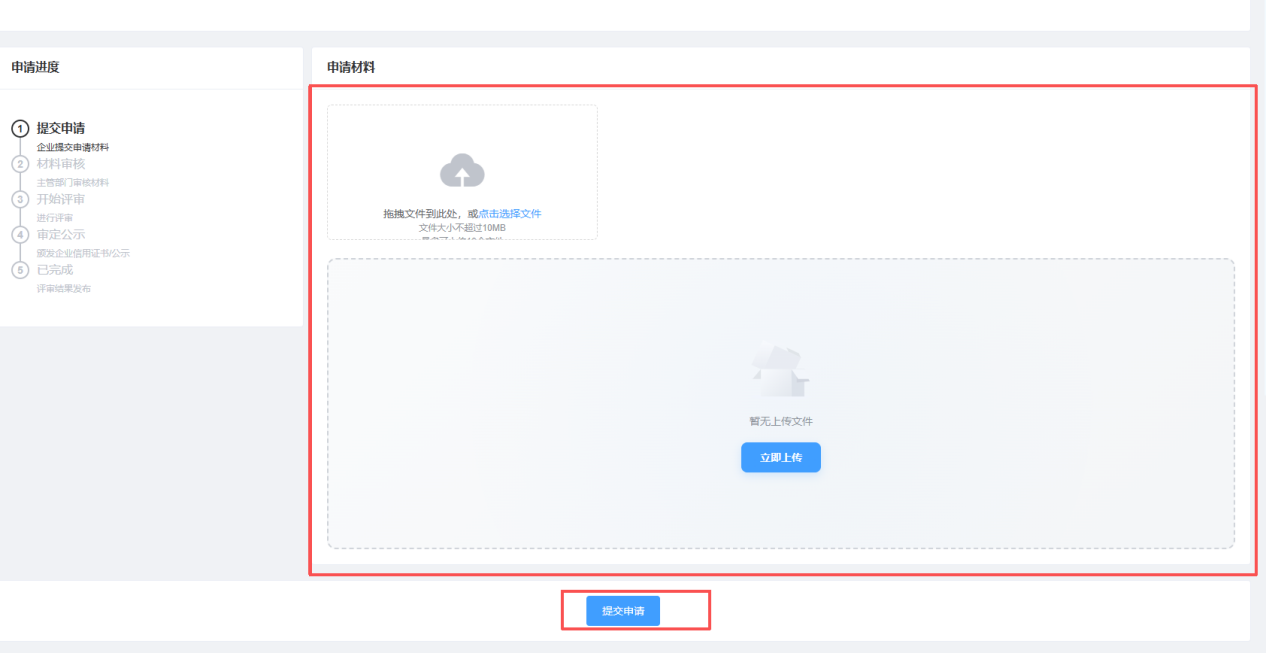 申请进度
1 提交申请
企业提交申请材料
2 材料审核
主管部门审核材料
3 开始评审
进行评审
4 审定公示
颁发企业信用证书/公示
5 已完成
评审结果发布
申请材料
拖拽文件到此处，或点击选择文件
文件大小不超过10MB
暂无上传文件
立即上传
提交申请